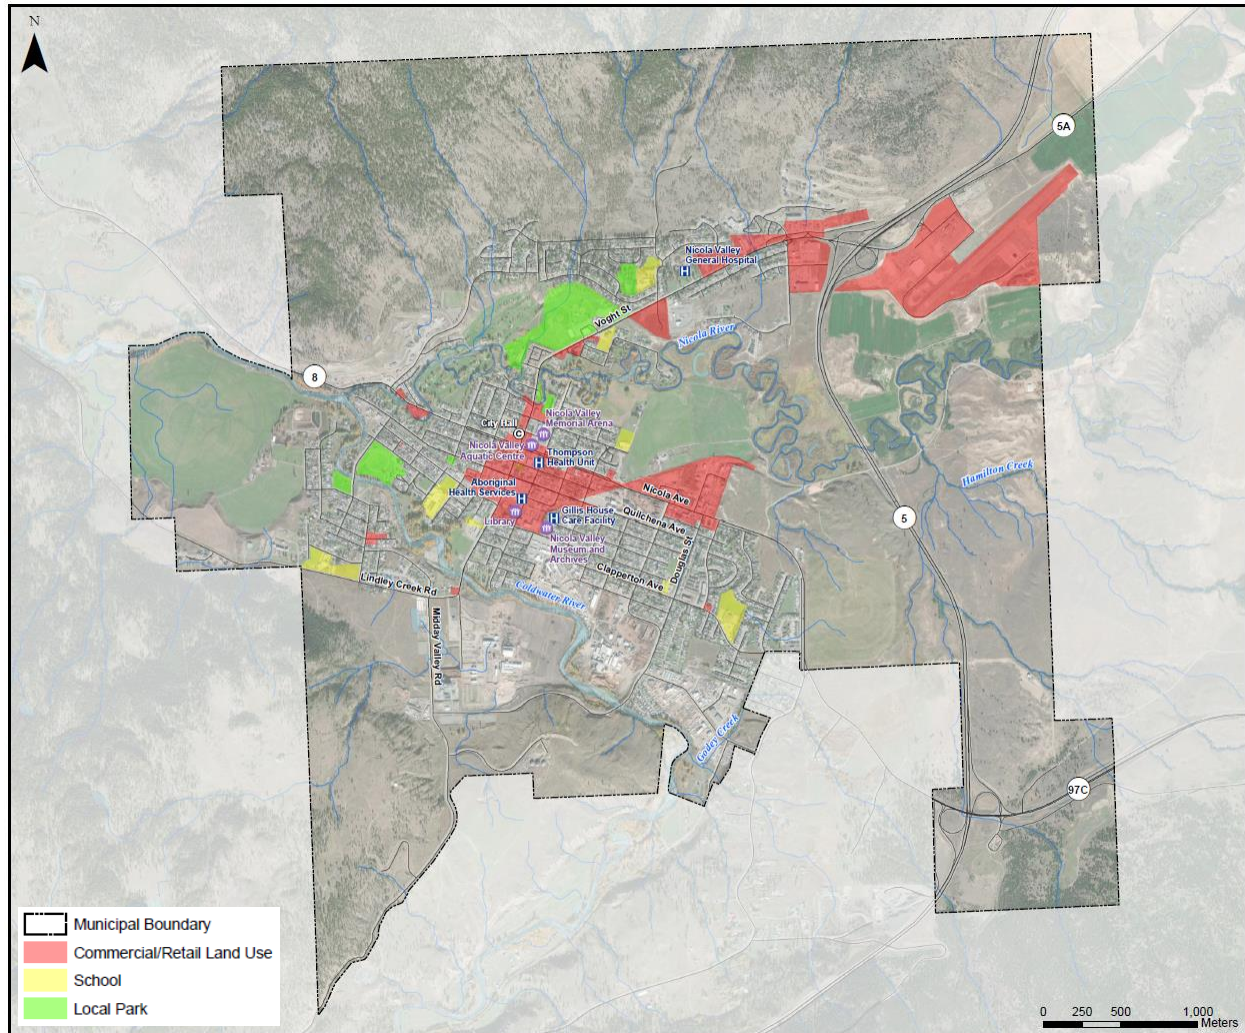 N
5A
Nicola Valley
General Hospital
Voght St
Nicola River
8
City Hall
C
Nicola Valley
Memorial Arena
Nicola Valley
Aquatic Centre
H
Thompson
Health Unit
Hamilton Creek
Aboriginal
Health Services
H
Nicola Ave
Library
H
Gillis House
Care Facility
Quilchena Ave
5
Nicola Valley
Museum and
Archives
Douglas St
Clapperton Ave
Lindley Creek Rd
Coldwater River
Midday Valley Rd
Godey Creek
97C
H
Municipal Boundary
Commercial/Retail Land Use
School
Local Park
0 250 500 1,000
Meters